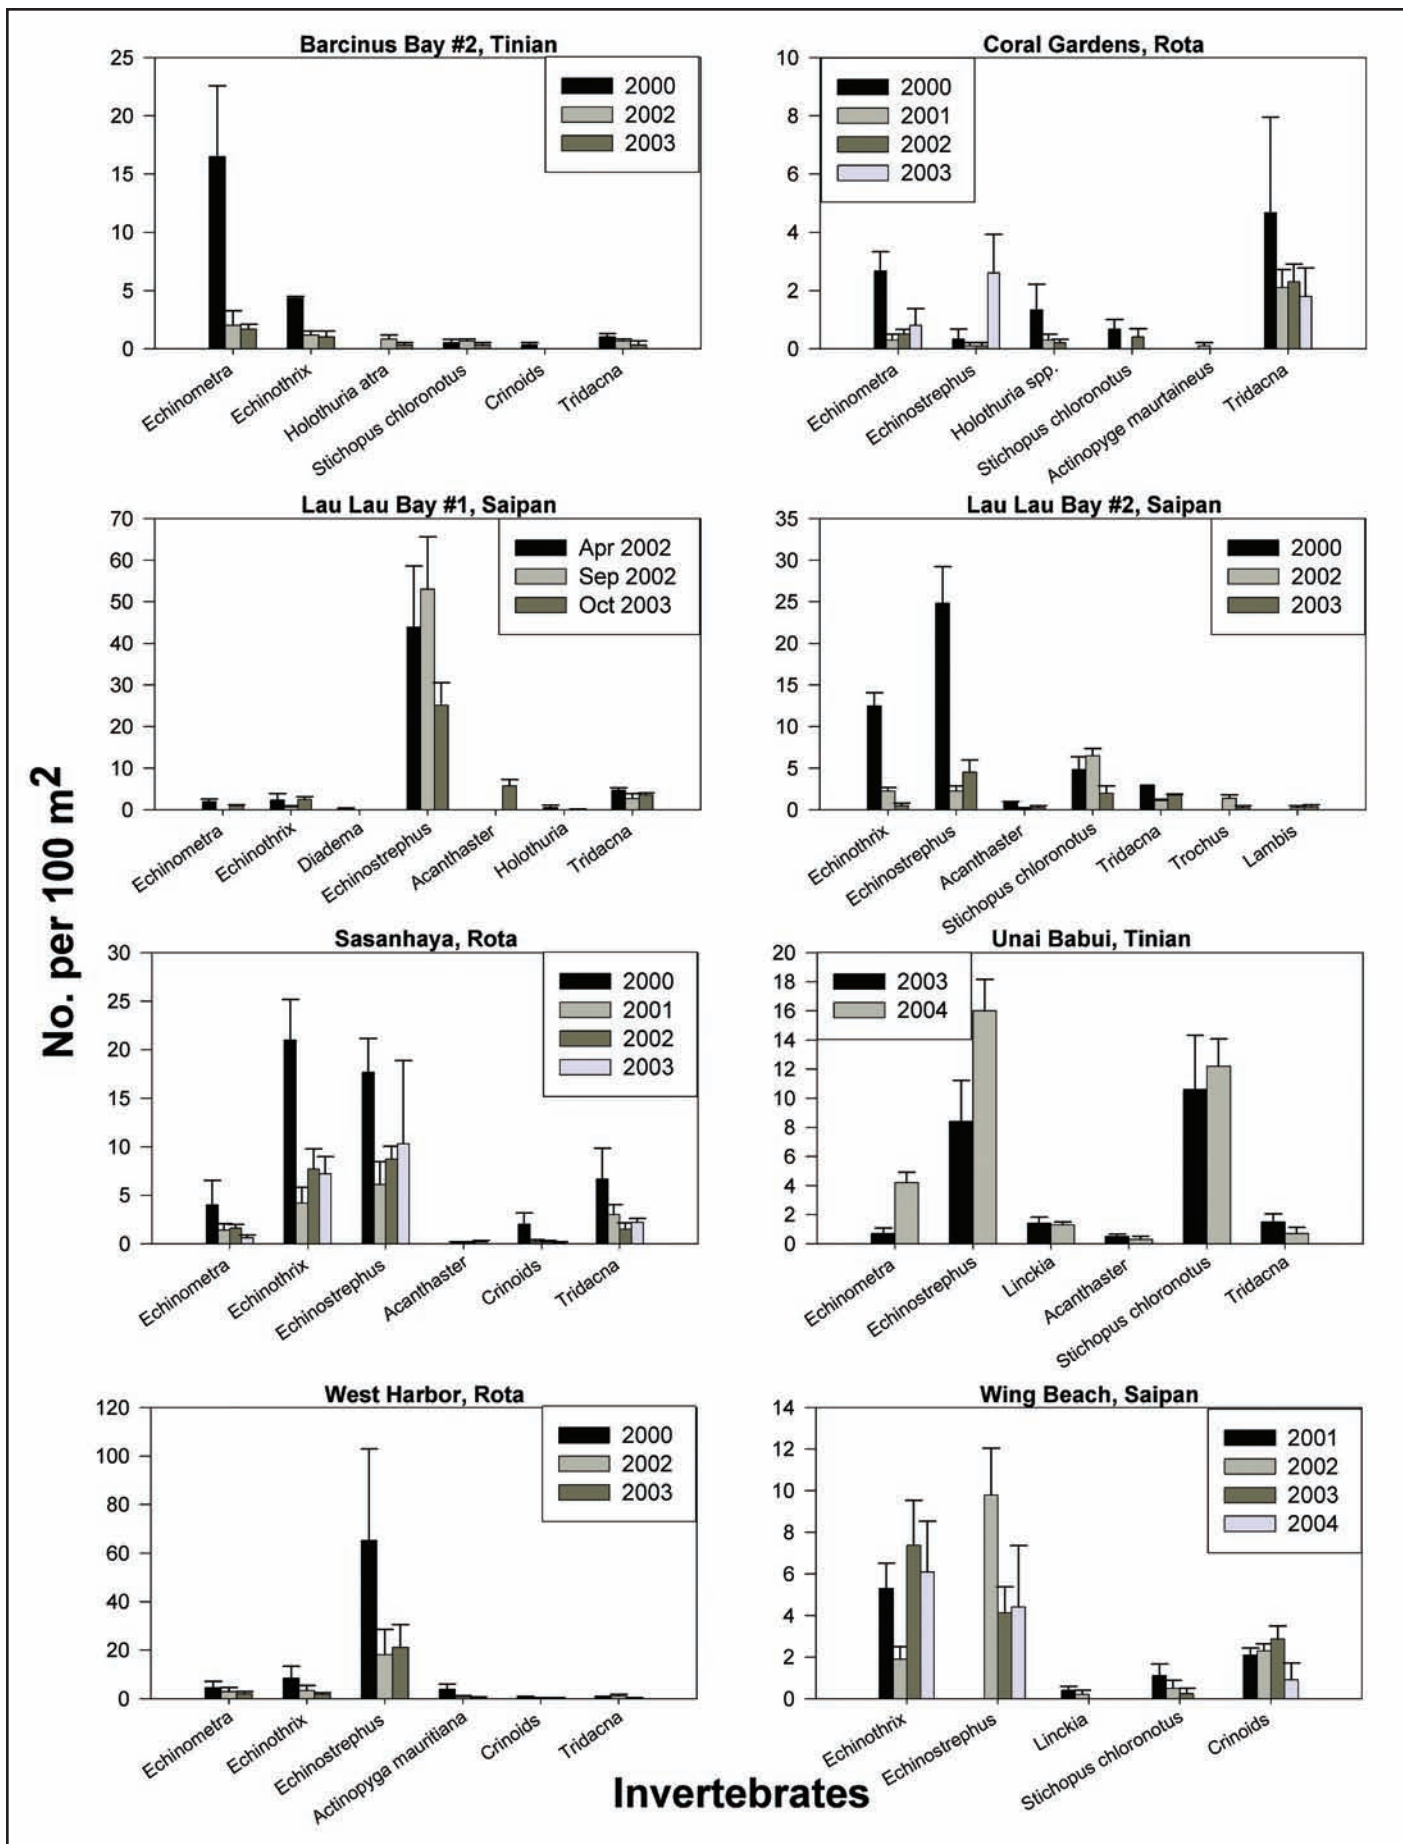 Barcinus Bay #2, Tinian
25
20
15
10
5
0
2000
2002
2003
Echinometra
Echinothrix
Holothuria atra
Stichopus chloronotus
Crinoids
Tridacna
Coral Gardens, Rota
10
8
6
4
2
0
2000
2001
2002
2003
Echinometra
Echinostrephus
Holothuria spp.
Stichopus chloronotus
Actinopyge maurtaineus
Tridacna
Lau Lau Bay #1, Saipan
70
60
50
40
30
20
10
0
Apr 2002
Sep 2002
Oct 2003
Echinometra
Echinothrix
Diadema
Echinostrephus
Acanthaster
Holothuria
Tridacna
Lau Lau Bay #2, Saipan
35
30
25
20
15
10
5
0
2000
2002
2003
Echinothrix
Echinostrephus
Acanthaster
Stichopus chloronotus
Tridacna
Trochus
Lambis
No. per 100 m2
Sasanhaya, Rota
30
25
20
15
10
5
0
2000
2001
2002
2003
Echinometra
Echinothrix
Echinostrephus
Acanthaster
Crinoids
Tridacna
Unai Babui, Tinian
20
18
16
14
12
10
8
6
4
2
0
2003
2004
Echinometra
Echinostrephus
Linckia
Acanthaster
Stichopus chloronotus
Tridacna
West Harbor, Rota
120
100
80
60
40
20
0
2000
2002
2003
Echinometra
Echinothrix
Echinostrephus
Actinopyga mauritiana
Crinoids
Tridacna
Wing Beach, Saipan
14
12
10
8
6
4
2
0
2001
2002
2003
2004
Echinothrix
Echinostrephus
Linckia
Stichopus chloronotus
Crinoids
Invertebrates